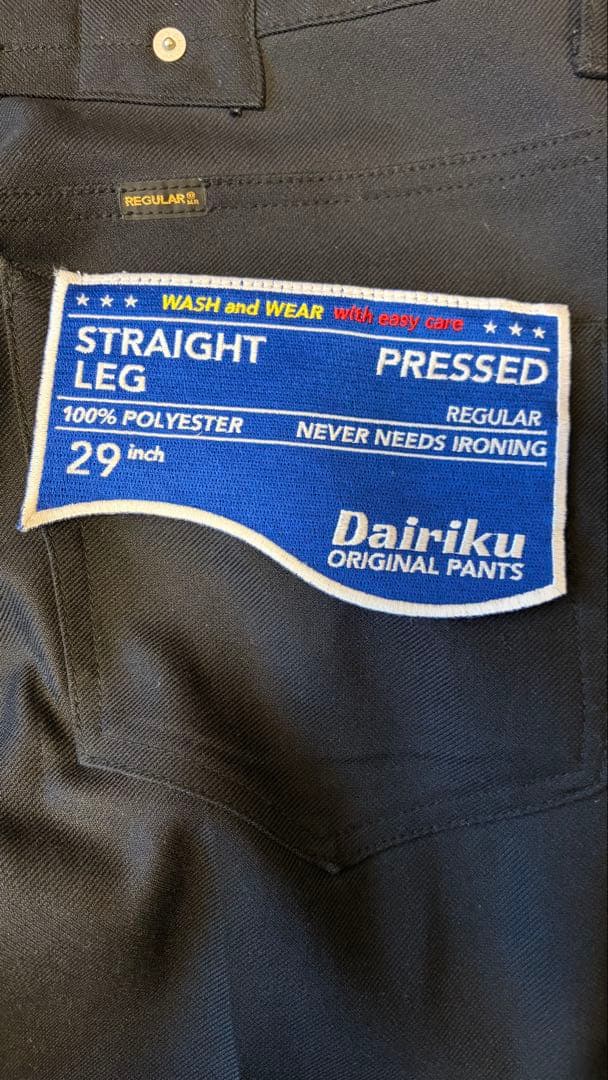 REGULAR
★ ★ ★ WASH and WEAR with easy care ★ ★ ★
STRAIGHT
LEG
PRESSED
100% POLYESTER
REGULAR
NEVER NEEDS IRONING
29 inch
Dairiku
ORIGINAL PANTS